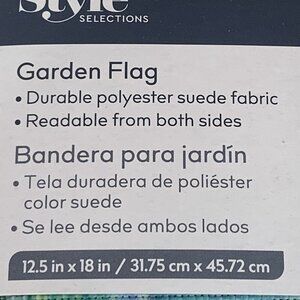 Style
SELECTIONS
Garden Flag
• Durable polyester suede fabric
• Readable from both sides
Bandera para jardín
• Tela duradera de poliéster
color suede
• Se lee desde ambos lados
12.5 in x 18 in / 31.75 cm x 45.72 cm